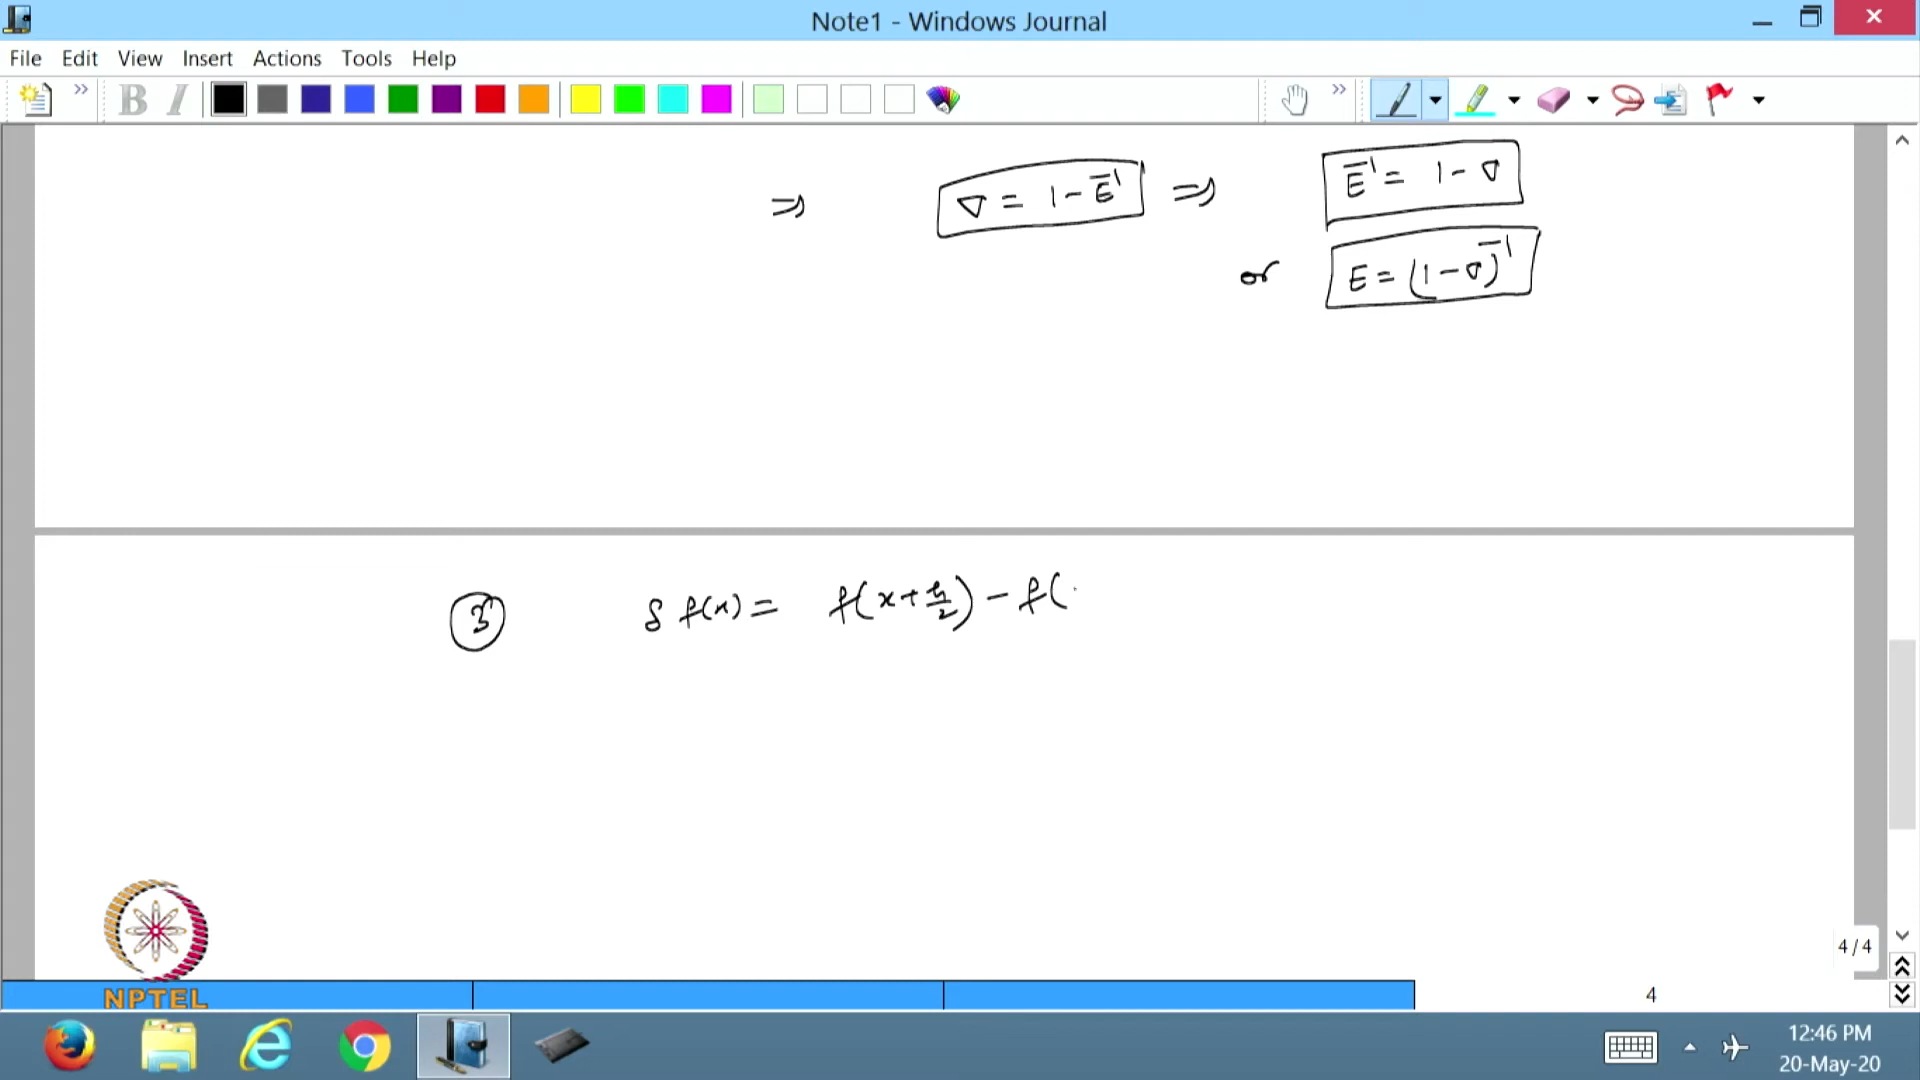 Note1 - Windows Journal
File Edit View Insert Actions Tools Help
B I
⇒ ∇ = 1 - E⁻¹ ⇒ E⁻¹ = 1 - ∇
or E = (1 - ∇)⁻¹
③ δ f(x) = f(x + h/2) - f(
4 / 4
NPTEL
4
12:46 PM
20-May-20